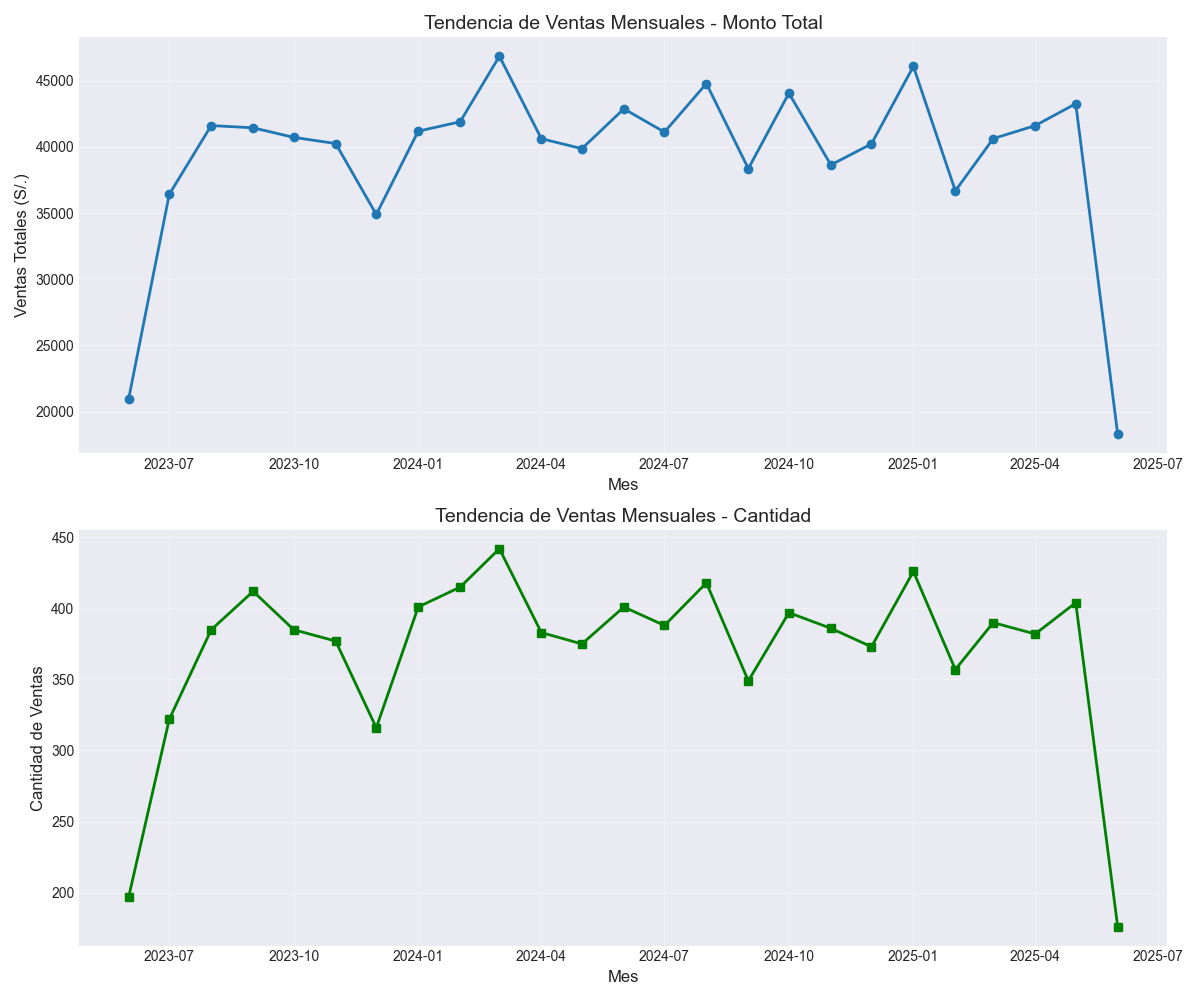 Tendencia de Ventas Mensuales - Monto Total
Ventas Totales (S/.)
45000
40000
35000
30000
25000
20000
2023-07 2023-10 2024-01 2024-04 2024-07 2024-10 2025-01 2025-04 2025-07
Mes
Tendencia de Ventas Mensuales - Cantidad
Cantidad de Ventas
450
400
350
300
250
200
2023-07 2023-10 2024-01 2024-04 2024-07 2024-10 2025-01 2025-04 2025-07
Mes